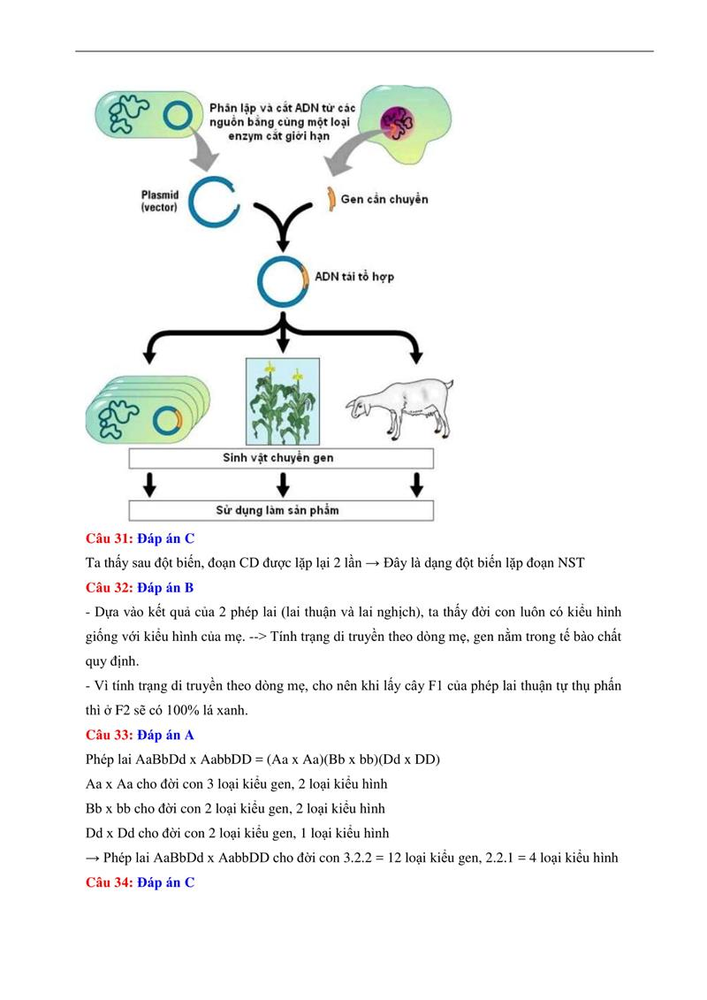 Phân lập và cắt ADN từ các
nguồn bằng cùng một loại
enzym cắt giới hạn
Plasmid
(vector)
Gen cần chuyển
ADN tái tổ hợp
Sinh vật chuyển gen
Sử dụng làm sản phẩm
Câu 31: Đáp án C
Ta thấy sau đột biến, đoạn CD được lặp lại 2 lần → Đây là dạng đột biến lặp đoạn NST
Câu 32: Đáp án B
- Dựa vào kết quả của 2 phép lai (lai thuận và lai nghịch), ta thấy đời con luôn có kiểu hình
giống với kiểu hình của mẹ. --> Tính trạng di truyền theo dòng mẹ, gen nằm trong tế bào chất
quy định.
- Vì tính trạng di truyền theo dòng mẹ, cho nên khi lấy cây F1 của phép lai thuận tự thụ phấn
thì ở F2 sẽ có 100% lá xanh.
Câu 33: Đáp án A
Phép lai AaBbDd x AabbDD = (Aa x Aa)(Bb x bb)(Dd x DD)
Aa x Aa cho đời con 3 loại kiểu gen, 2 loại kiểu hình
Bb x bb cho đời con 2 loại kiểu gen, 2 loại kiểu hình
Dd x Dd cho đời con 2 loại kiểu gen, 1 loại kiểu hình
→ Phép lai AaBbDd x AabbDD cho đời con 3.2.2 = 12 loại kiểu gen, 2.2.1 = 4 loại kiểu hình
Câu 34: Đáp án C